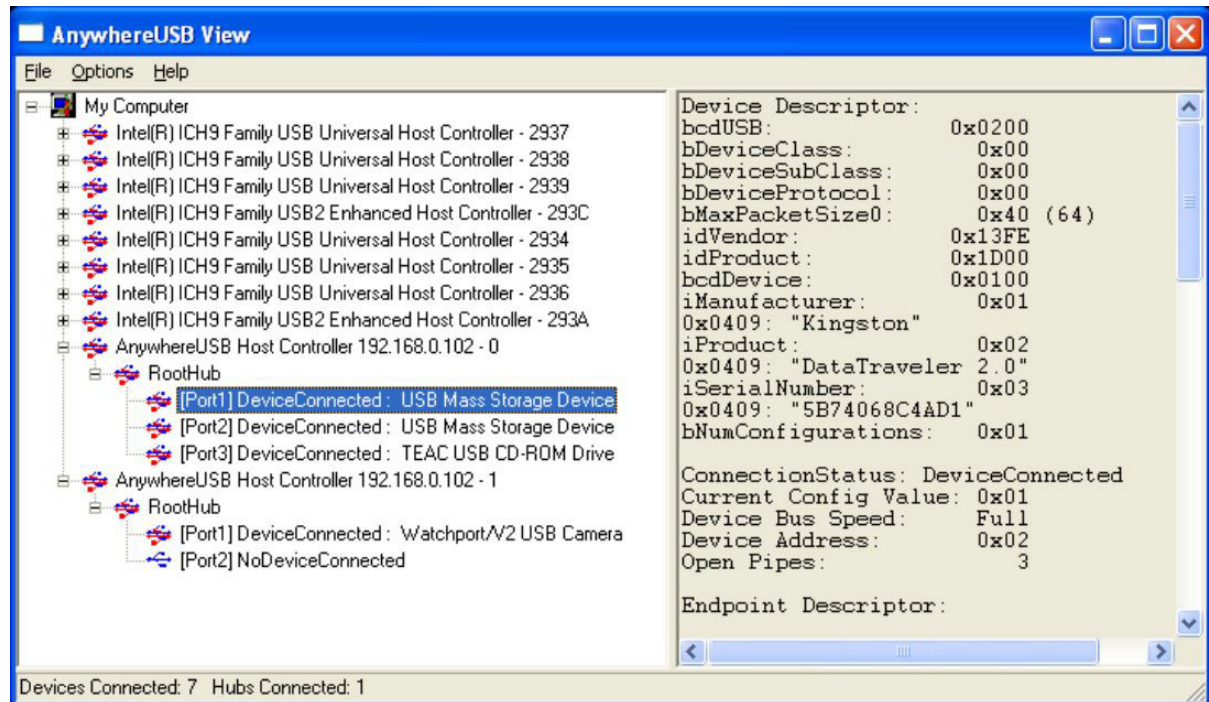 AnywhereUSB View
File Options Help
My Computer
Intel(R) ICH9 Family USB Universal Host Controller - 2937
Intel(R) ICH9 Family USB Universal Host Controller - 2938
Intel(R) ICH9 Family USB Universal Host Controller - 2939
Intel(R) ICH9 Family USB2 Enhanced Host Controller - 293C
Intel(R) ICH9 Family USB Universal Host Controller - 2934
Intel(R) ICH9 Family USB Universal Host Controller - 2935
Intel(R) ICH9 Family USB Universal Host Controller - 2936
Intel(R) ICH9 Family USB2 Enhanced Host Controller - 293A
AnywhereUSB Host Controller 192.168.0.102 - 0
RootHub
[Port1] DeviceConnected : USB Mass Storage Device
[Port2] DeviceConnected : USB Mass Storage Device
[Port3] DeviceConnected : TEAC USB CD-ROM Drive
AnywhereUSB Host Controller 192.168.0.102 - 1
RootHub
[Port1] DeviceConnected : Watchport/V2 USB Camera
[Port2] NoDeviceConnected
Device Descriptor:
bcdUSB: 0x0200
bDeviceClass: 0x00
bDeviceSubClass: 0x00
bDeviceProtocol: 0x00
bMaxPacketSize0: 0x40 (64)
idVendor: 0x13FE
idProduct: 0x1D00
bcdDevice: 0x0100
iManufacturer: 0x01
0x0409: "Kingston"
iProduct: 0x02
0x0409: "DataTraveler 2.0"
iSerialNumber: 0x03
0x0409: "5B74068C4AD1"
bNumConfigurations: 0x01
ConnectionStatus: DeviceConnected
Current Config Value: 0x01
Device Bus Speed: Full
Device Address: 0x02
Open Pipes: 3
Endpoint Descriptor:
Devices Connected: 7 Hubs Connected: 1